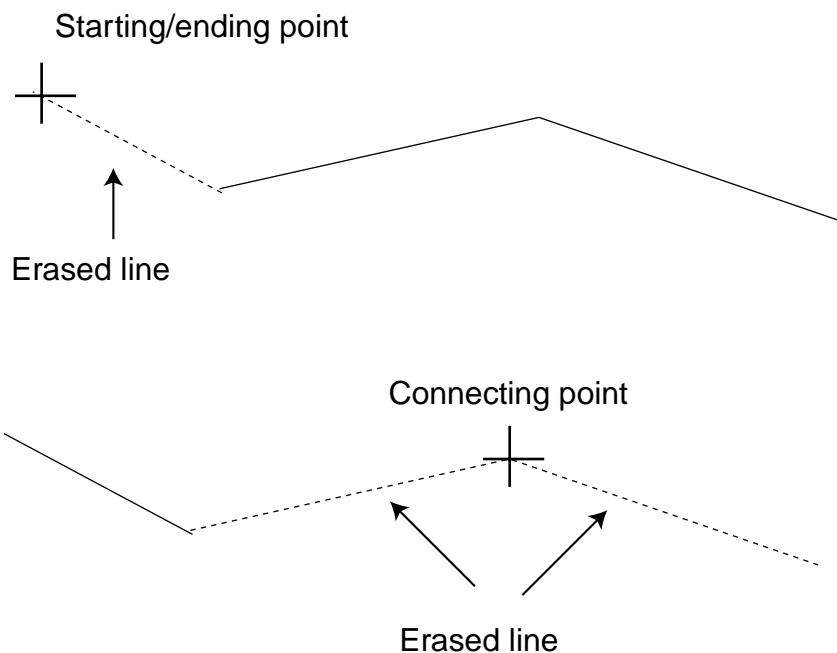 Starting/ending point
Erased line
Connecting point
Erased line